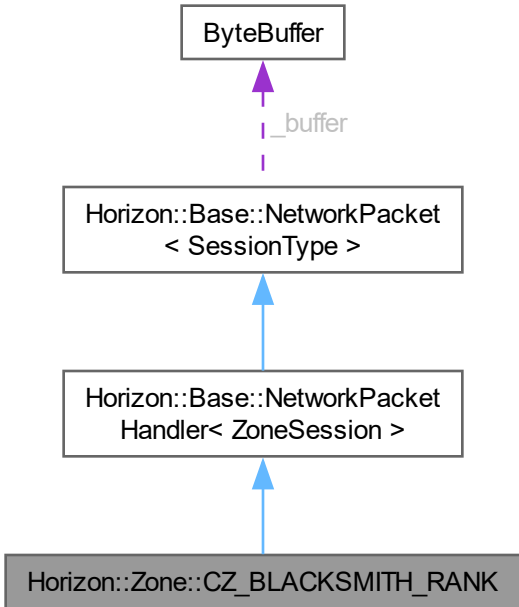 ByteBuffer
_buffer
Horizon::Base::NetworkPacket
< SessionType >
Horizon::Base::NetworkPacket
Handler< ZoneSession >
Horizon::Zone::CZ_BLACKSMITH_RANK